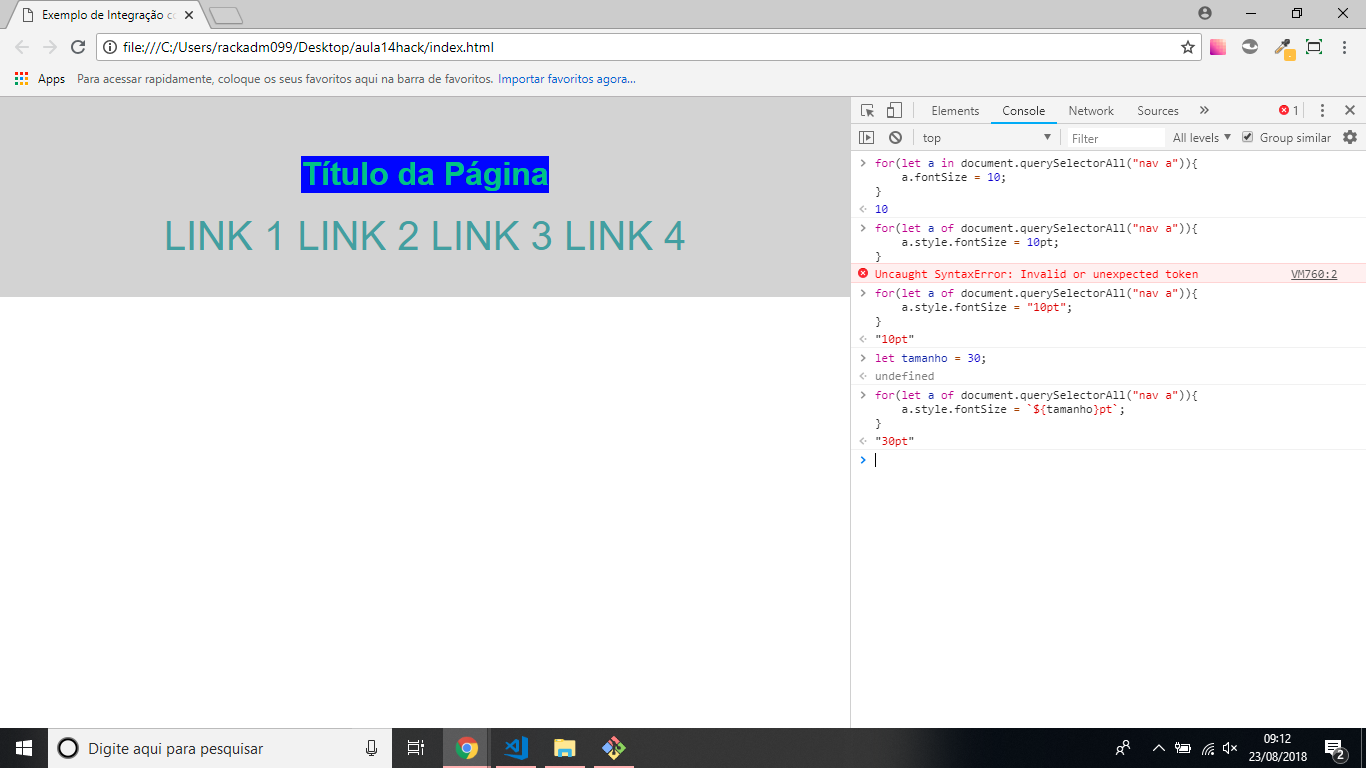 Exemplo de Integração co
file:///C:/Users/rackadm099/Desktop/aula14hack/index.html
Apps Para acessar rapidamente, coloque os seus favoritos aqui na barra de favoritos. Importar favoritos agora...
Título da Página
LINK 1 LINK 2 LINK 3 LINK 4
Elements Console Network Sources » 1
top Filter All levels Group similar
for(let a in document.querySelectorAll("nav a")){
a.fontSize = 10;
}
10
for(let a of document.querySelectorAll("nav a")){
a.style.fontSize = 10pt;
}
Uncaught SyntaxError: Invalid or unexpected token VM760:2
for(let a of document.querySelectorAll("nav a")){
a.style.fontSize = "10pt";
}
"10pt"
let tamanho = 30;
undefined
for(let a of document.querySelectorAll("nav a")){
a.style.fontSize = `${tamanho}pt`;
}
"30pt"
Digite aqui para pesquisar
09:12
23/08/2018
2